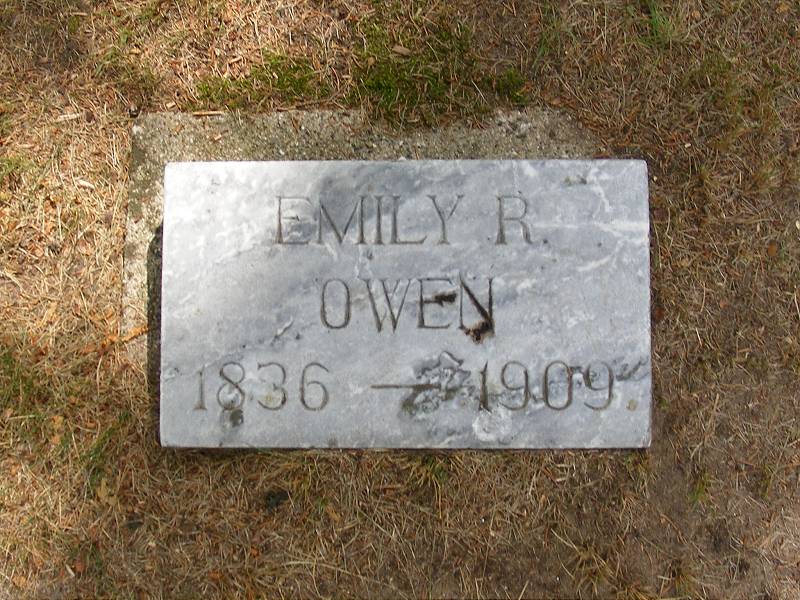 EMILY R.
OWEN
1836 — 1909.